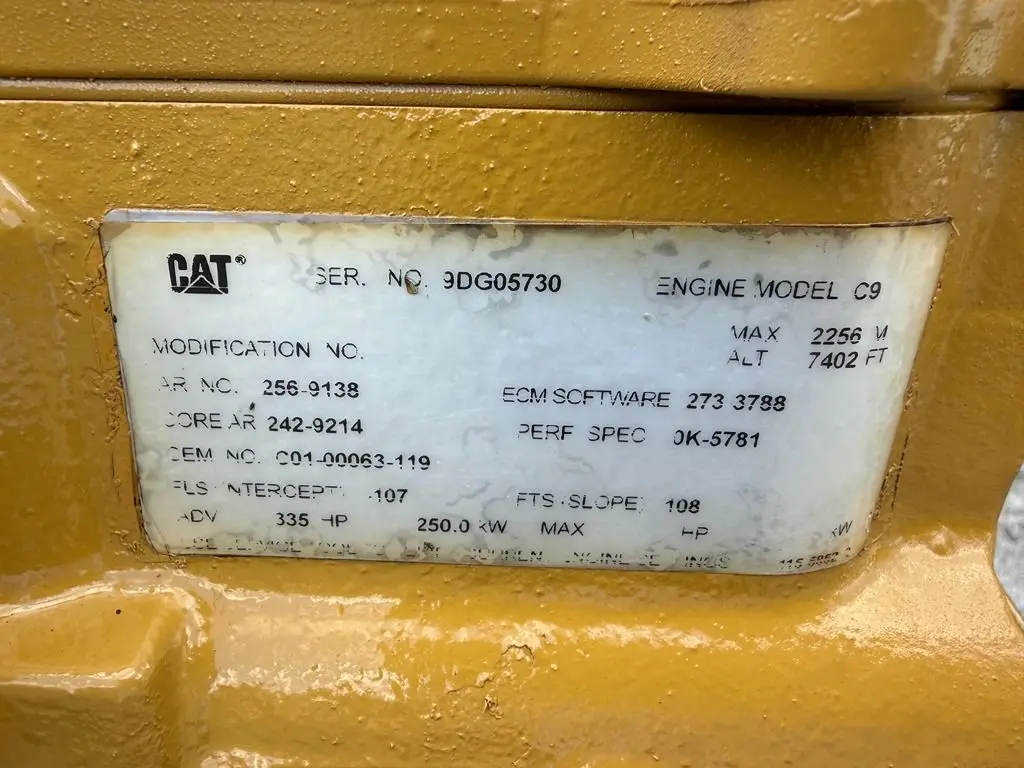 CAT® SER. NO. 9DG05730 ENGINE MODEL C9
MAX 2256 M
ALT 7402 FT
MODIFICATION NO.
AR NO. 256-9138
ECM SOFTWARE 273 3788
CORE AR 242-9214
PERF SPEC 0K-5781
OEM NO. C01-00063-119
FLS INTERCEPT: -107 FTS SLOPE: 108
ADV 335 HP 250.0 kW MAX HP kW